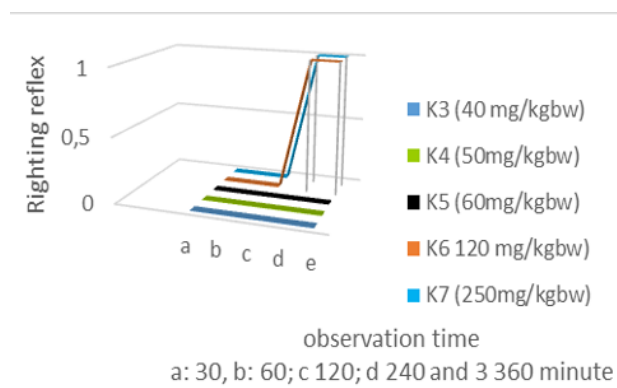 Righting reflex
1
0,5
0
a b c d e
K3 (40 mg/kgbw)
K4 (50mg/kgbw)
K5 (60mg/kgbw)
K6 120 mg/kgbw)
K7 (250mg/kgbw)
observation time
a: 30, b: 60; c 120; d 240 and 3 360 minute